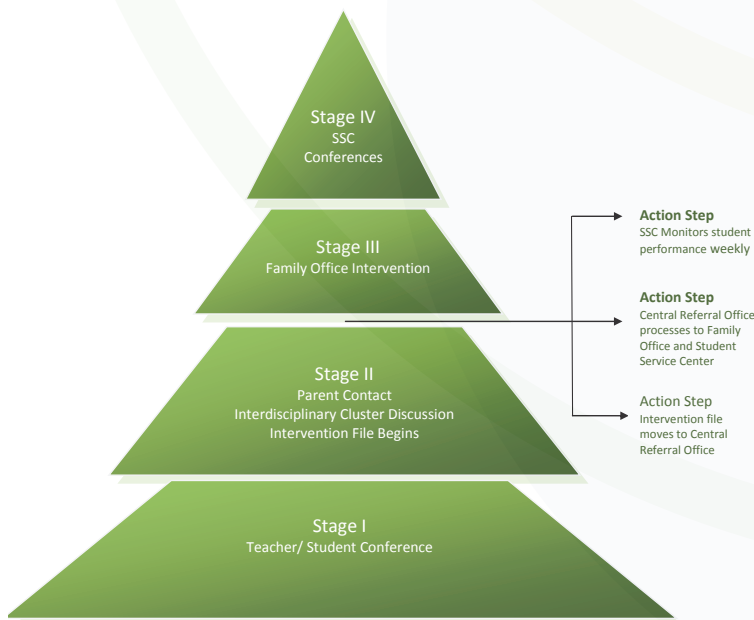 Stage IV
SSC
Conferences
Stage III
Family Office Intervention
Stage II
Parent Contact
Interdisciplinary Cluster Discussion
Intervention File Begins
Stage I
Teacher/ Student Conference
Action Step
SSC Monitors student
performance weekly
Action Step
Central Referral Office
processes to Family
Office and Student
Service Center
Action Step
Intervention file
moves to Central
Referral Office